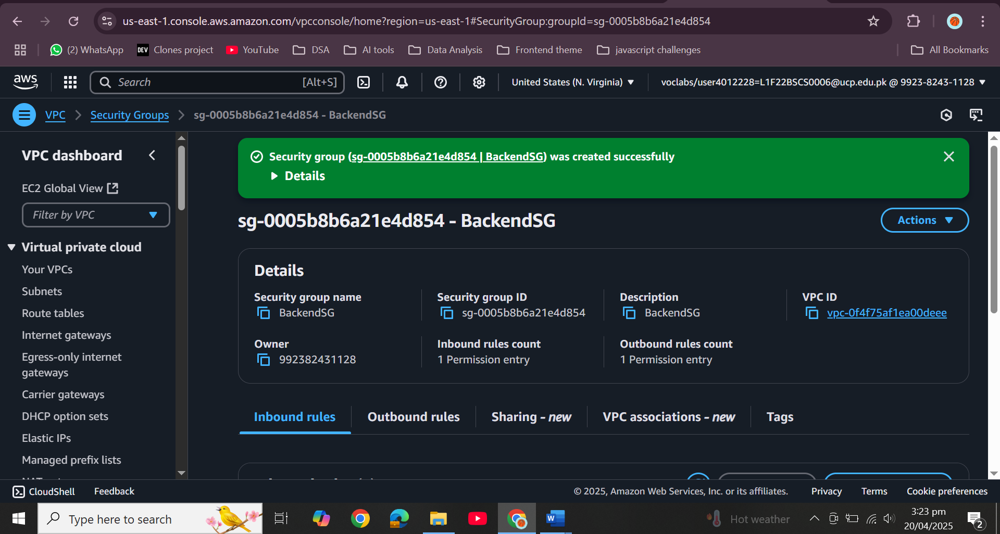 us-east-1.console.aws.amazon.com/vpcconsole/home?region=us-east-1#SecurityGroup:groupId=sg-0005b8b6a21e4d854
(2) WhatsApp
DEV
Clones project
YouTube
DSA
AI tools
Data Analysis
Frontend theme
javascript challenges
All Bookmarks
aws
Search
[Alt+S]
United States (N. Virginia)
voclabs/user4012228=L1F22BSCS0006@ucp.edu.pk @ 9923-8243-1128
VPC
Security Groups
sg-0005b8b6a21e4d854 - BackendSG
VPC dashboard
EC2 Global View
Filter by VPC
Virtual private cloud
Your VPCs
Subnets
Route tables
Internet gateways
Egress-only internet
gateways
Carrier gateways
DHCP option sets
Elastic IPs
Managed prefix lists
Security group (sg-0005b8b6a21e4d854 | BackendSG) was created successfully
Details
sg-0005b8b6a21e4d854 - BackendSG
Actions
Details
Security group name
BackendSG
Security group ID
sg-0005b8b6a21e4d854
Description
BackendSG
VPC ID
vpc-0f4f75af1ea00deee
Owner
992382431128
Inbound rules count
1 Permission entry
Outbound rules count
1 Permission entry
Inbound rules
Outbound rules
Sharing - new
VPC associations - new
Tags
CloudShell
Feedback
© 2025, Amazon Web Services, Inc. or its affiliates.
Privacy
Terms
Cookie preferences
Type here to search
W
Hot weather
3:23 pm
20/04/2025
2